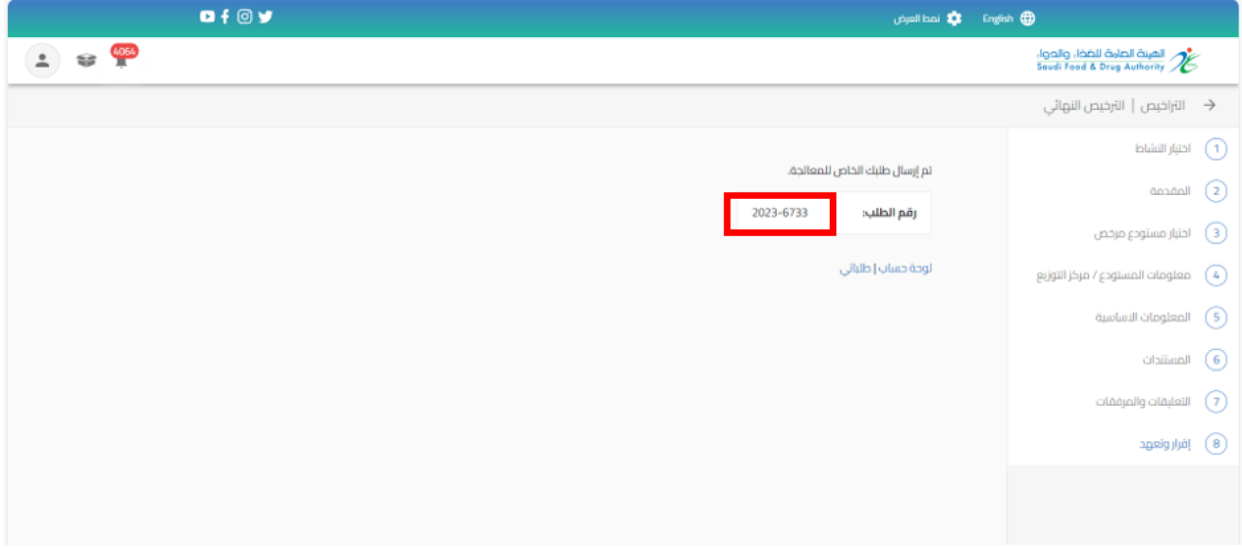 English نمط العرض
الهيئة العامة للغذاء والدواء
Saudi Food & Drug Authority
4064
التراخيص | الترخيص النهائي
1 اختيار النشاط
2 المقدمة
3 اختيار مستودع مرخص
4 معلومات المستودع / مركز التوزيع
5 المعلومات الاساسية
6 المستندات
7 التعليقات والمرفقات
8 إقرار وتعهد
تم إرسال طلبك الخاص للمعالجة.
رقم الطلب: 2023-6733
لوحة حساب | طلباتي